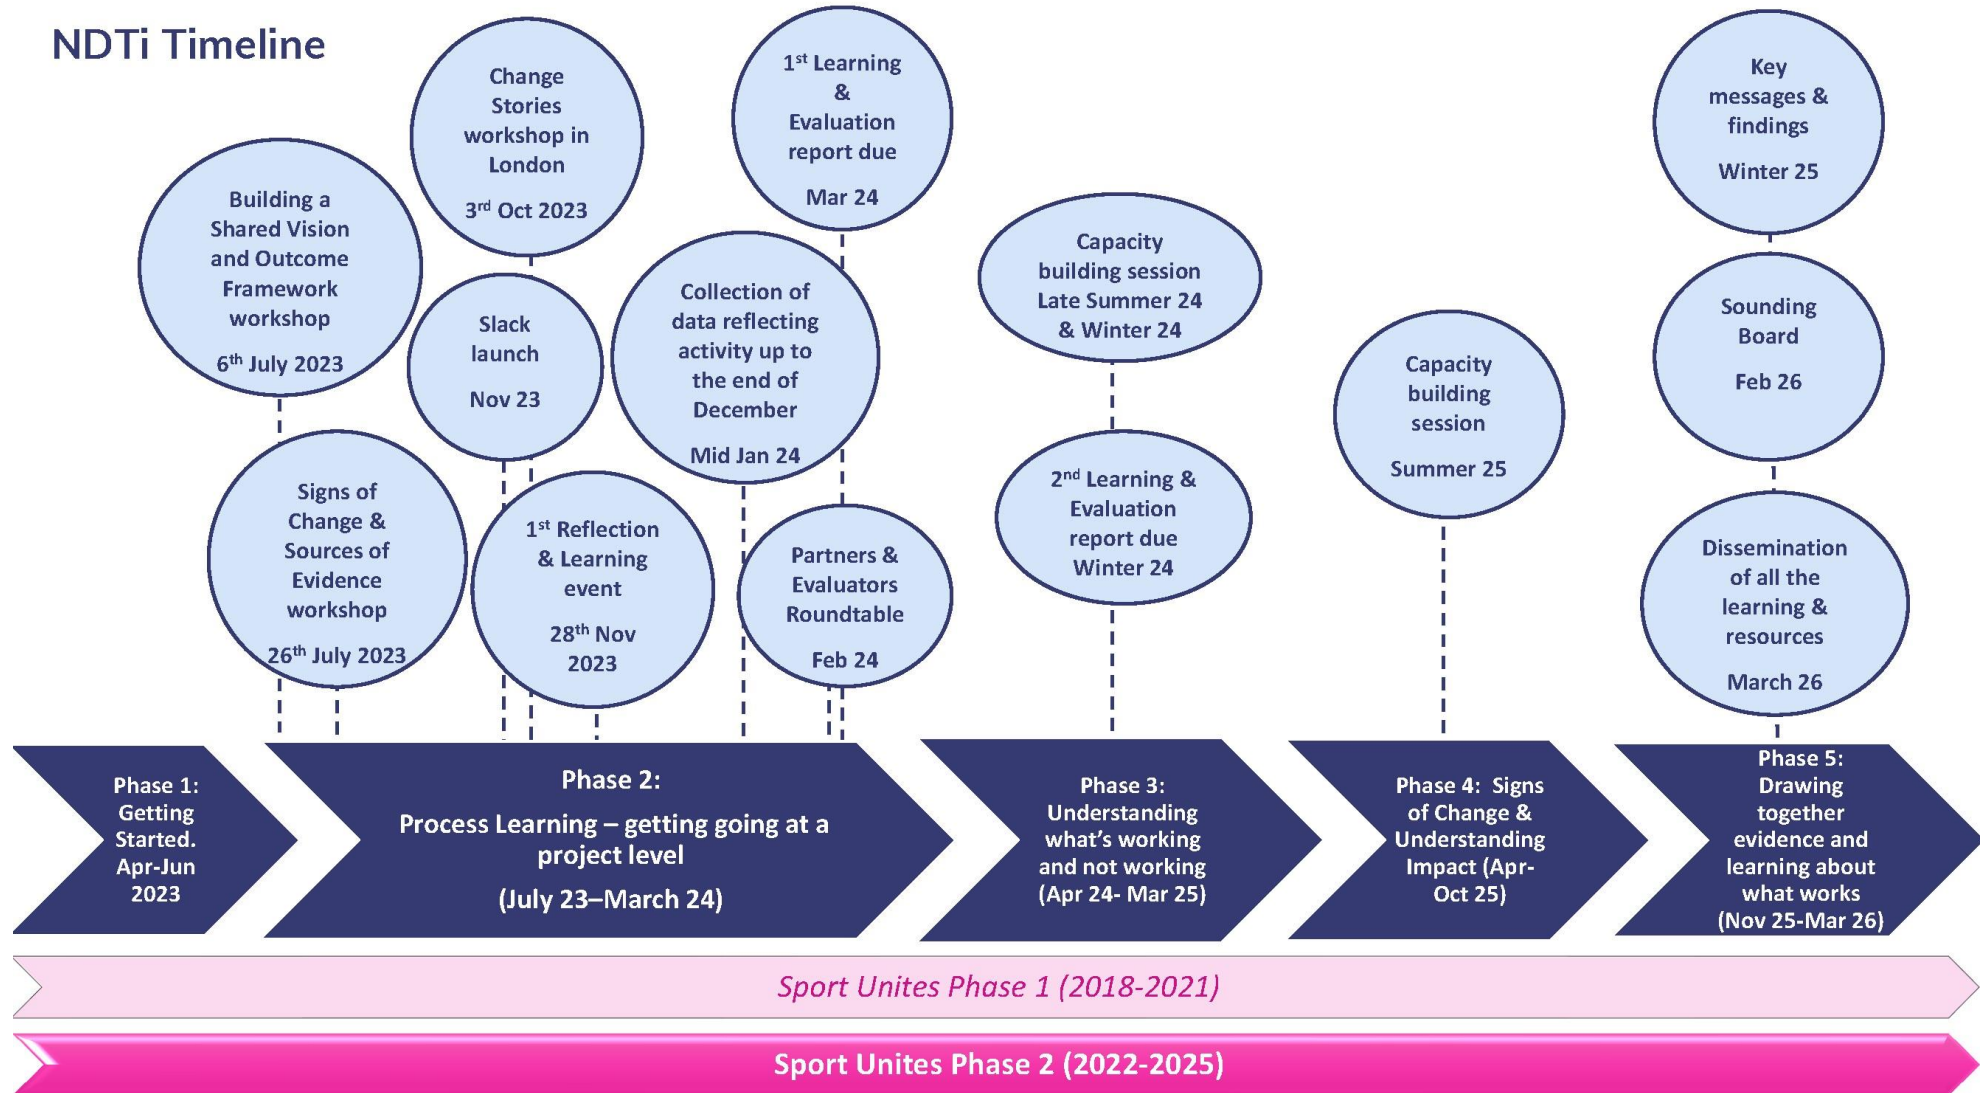 NDTi Timeline
Building a
Shared Vision
and Outcome
Framework
workshop
6th July 2023
Signs of
Change &
Sources of
Evidence
workshop
26th July 2023
Change
Stories
workshop in
London
3rd Oct 2023
Slack
launch
Nov 23
1st Reflection
& Learning
event
28th Nov
2023
Collection of
data reflecting
activity up to
the end of
December
Mid Jan 24
1st Learning
&
Evaluation
report due
Mar 24
Partners &
Evaluators
Roundtable
Feb 24
Capacity
building session
Late Summer 24
& Winter 24
2nd Learning &
Evaluation
report due
Winter 24
Capacity
building
session
Summer 25
Key
messages &
findings
Winter 25
Sounding
Board
Feb 26
Dissemination
of all the
learning &
resources
March 26
Phase 1:
Getting
Started.
Apr-Jun
2023
Phase 2:
Process Learning – getting going at a
project level
(July 23–March 24)
Phase 3:
Understanding
what’s working
and not working
(Apr 24- Mar 25)
Phase 4:  Signs
of Change &
Understanding
Impact (Apr-
Oct 25)
Phase 5:
Drawing
together
evidence and
learning about
what works
(Nov 25-Mar 26)
Sport Unites Phase 1 (2018-2021)
Sport Unites Phase 2 (2022-2025)